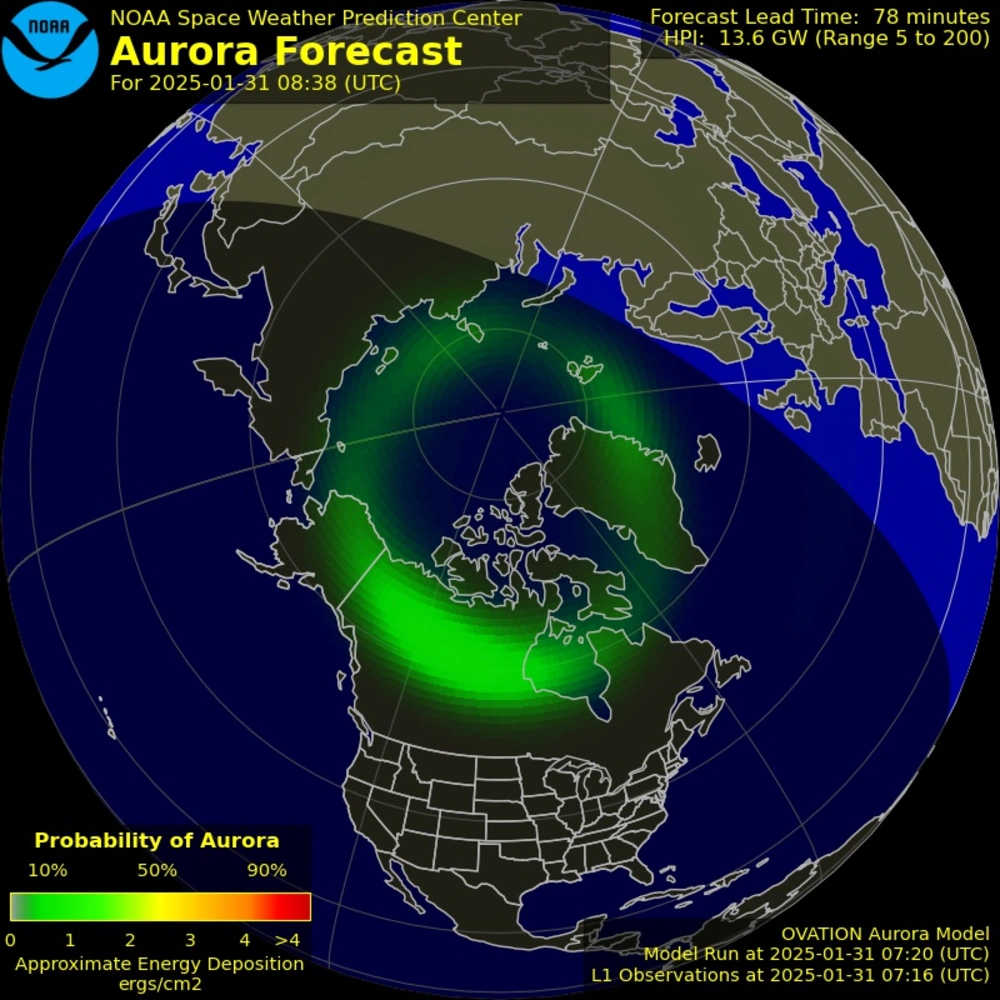 NOAA
NOAA Space Weather Prediction Center
Aurora Forecast
For 2025-01-31 08:38 (UTC)
Forecast Lead Time: 78 minutes
HPI: 13.6 GW (Range 5 to 200)
Probability of Aurora
10% 50% 90%
0 1 2 3 4 >4
Approximate Energy Deposition
ergs/cm2
OVATION Aurora Model
Model Run at 2025-01-31 07:20 (UTC)
L1 Observations at 2025-01-31 07:16 (UTC)